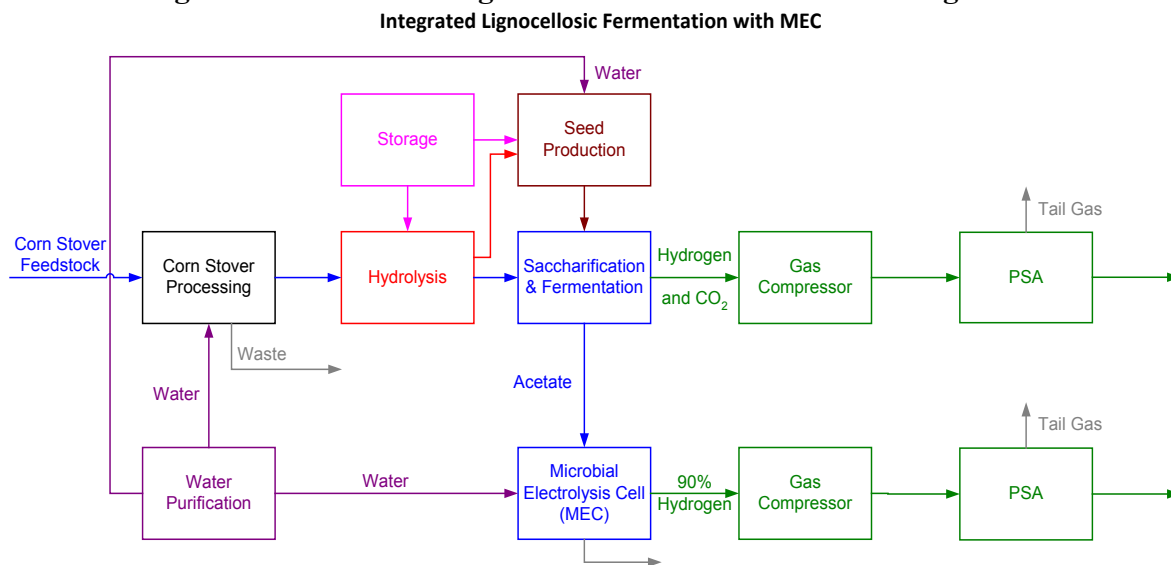 Integrated Lignocellosic Fermentation with MEC
Water
Storage
Seed
Production
Tail Gas
Corn Stover
Feedstock
Corn Stover
Processing
Hydrolysis
Saccharification
& Fermentation
Hydrogen
and CO2
Gas
Compressor
PSA
Waste
Water
Acetate
Tail Gas
Water
Purification
Water
Microbial
Electrolysis Cell
(MEC)
90%
Hydrogen
Gas
Compressor
PSA